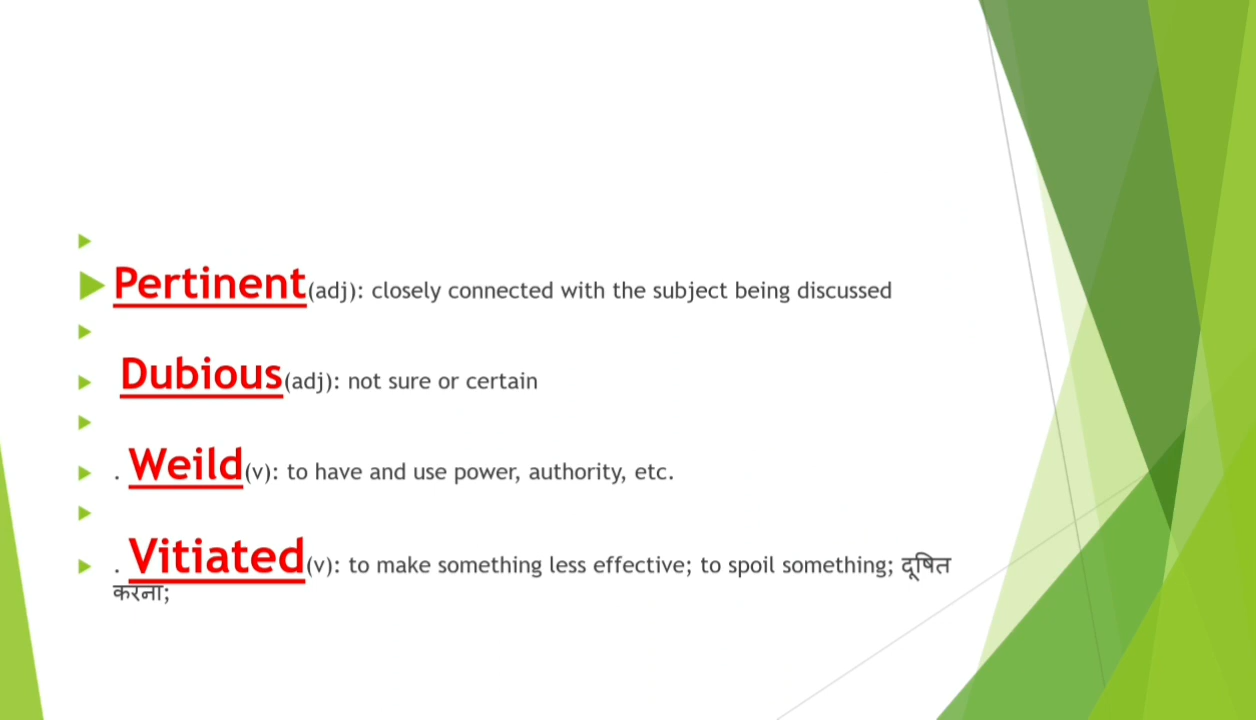 Pertinent(adj): closely connected with the subject being discussed
Dubious(adj): not sure or certain
. Weild(v): to have and use power, authority, etc.
. Vitiated(v): to make something less effective; to spoil something; दूषित
करना;